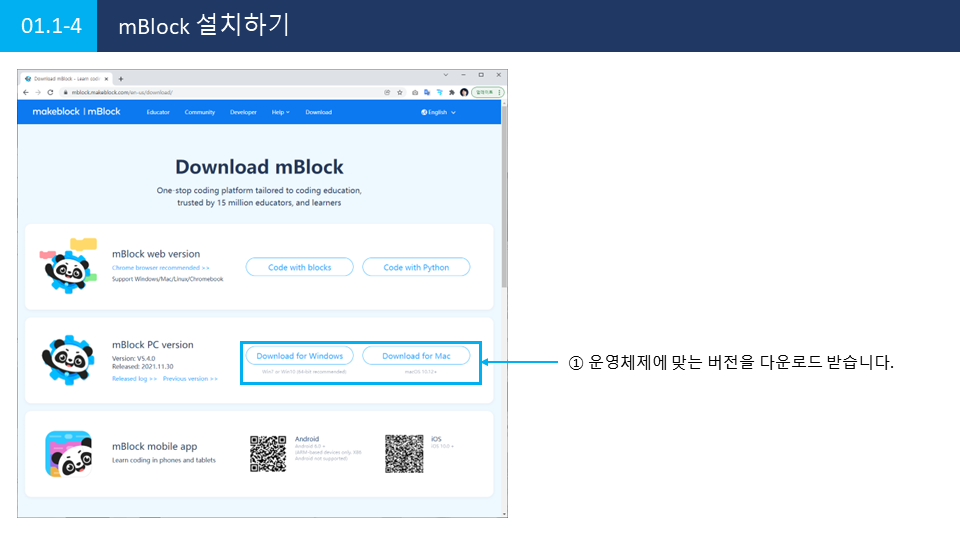 01.1-4
mBlock 설치하기
Download mBlock - Learn codi
mblock.makeblock.com/en-us/download/
업데이트
makeblock | mBlock
Educator
Community
Developer
Help
Download
English
Download mBlock
One-stop coding platform tailored to coding education,
trusted by 15 million educators, and learners
mBlock web version
Chrome browser recommended >>
Support Windows/Mac/Linux/Chromebook
Code with blocks
Code with Python
mBlock PC version
Version: V5.4.0
Released: 2021.11.30
Released log >>
Previous version >>
Download for Windows
Win7 or Win10 (64-bit recommended)
Download for Mac
macOS 10.12+
① 운영체제에 맞는 버전을 다운로드 받습니다.
mBlock mobile app
Learn coding in phones and tablets
Android
Android 6.0 +
(ARM-based devices only, X86
Android not supported)
iOS
iOS 10.0 +